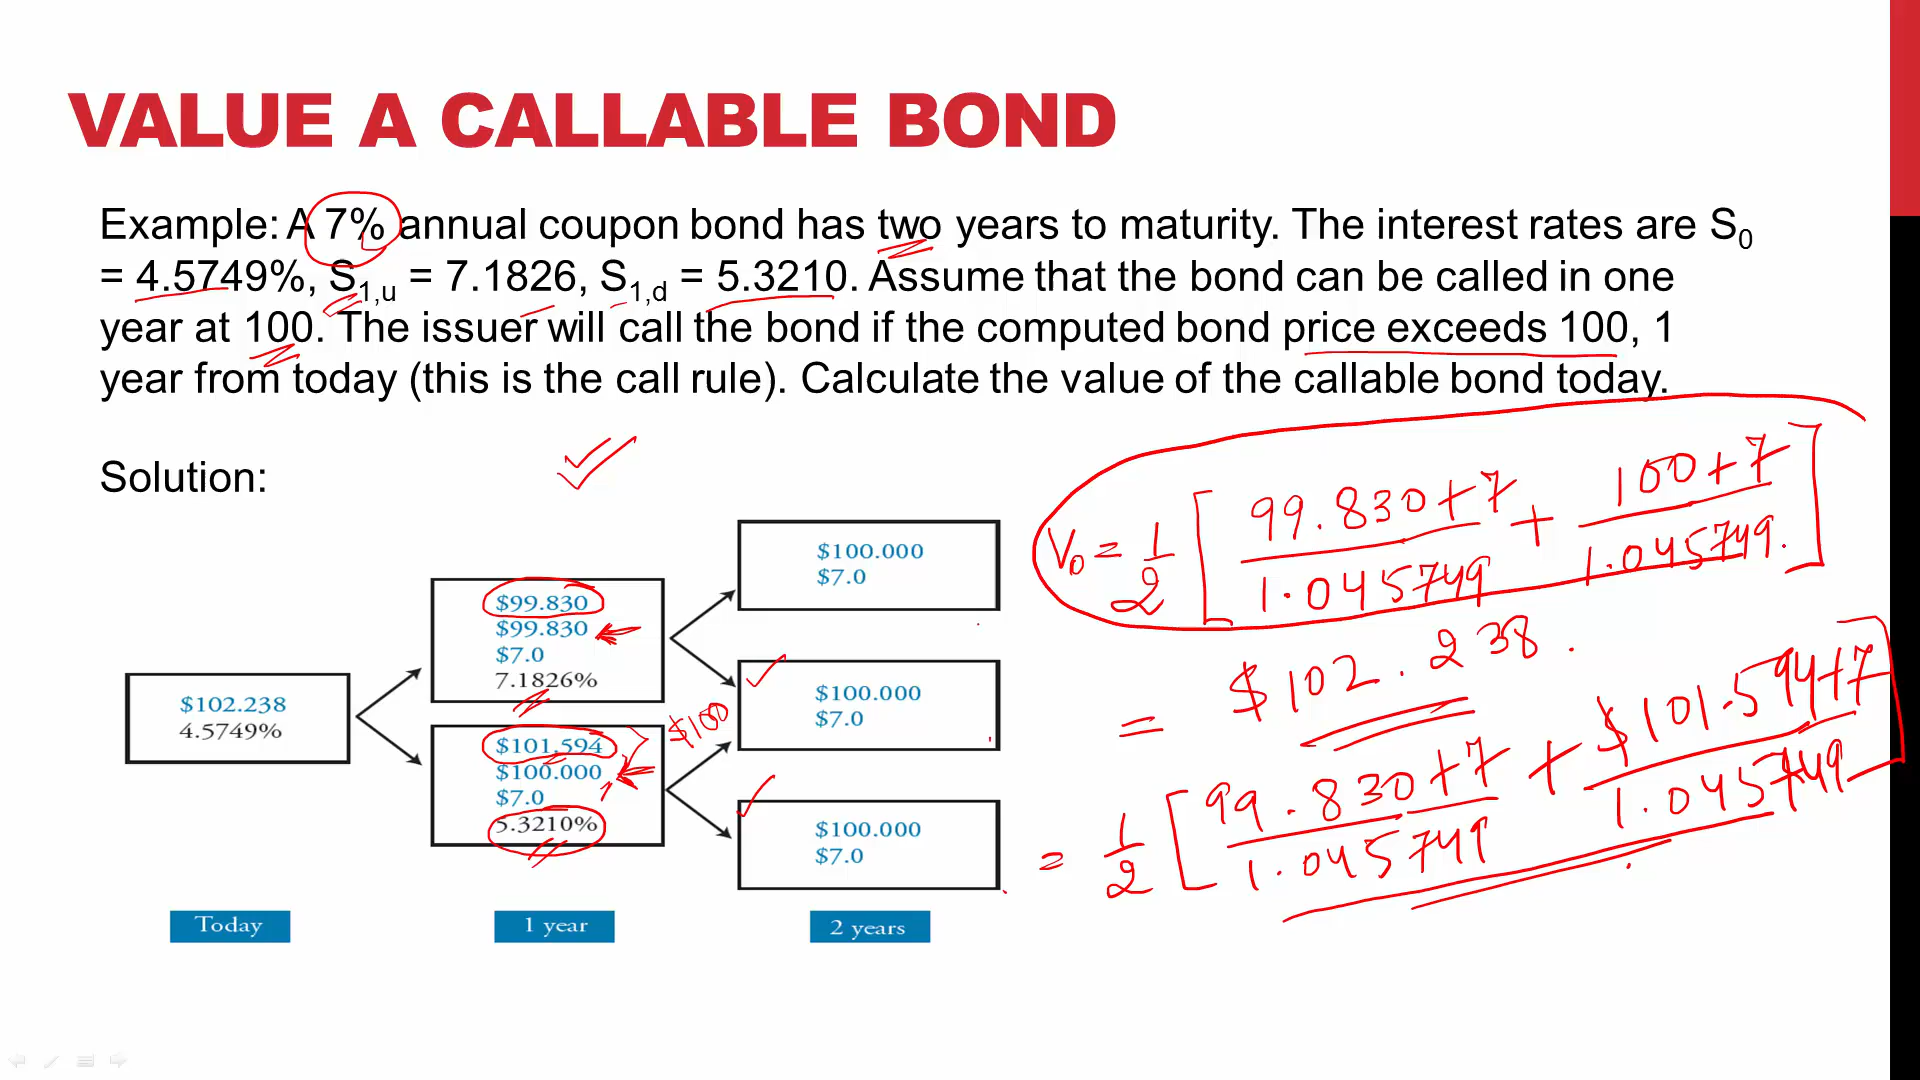 VALUE A CALLABLE BOND
Example: A 7% annual coupon bond has two years to maturity. The interest rates are S0
= 4.5749%, S1,u = 7.1826, S1,d = 5.3210. Assume that the bond can be called in one
year at 100. The issuer will call the bond if the computed bond price exceeds 100, 1
year from today (this is the call rule). Calculate the value of the callable bond today.
Solution:
$102.238
4.5749%
$99.830
$99.830
$7.0
7.1826%
$101.594
$100.000
$7.0
5.3210%
$100
$100.000
$7.0
$100.000
$7.0
$100.000
$7.0
Today
1 year
2 years
V0 = 1/2 [ 99.830+7 / 1.045749 + 100+7 / 1.045749. ]
= $102.238.
= 1/2 [ 99.830+7 / 1.045749 + $101.594+7 / 1.045749 ]